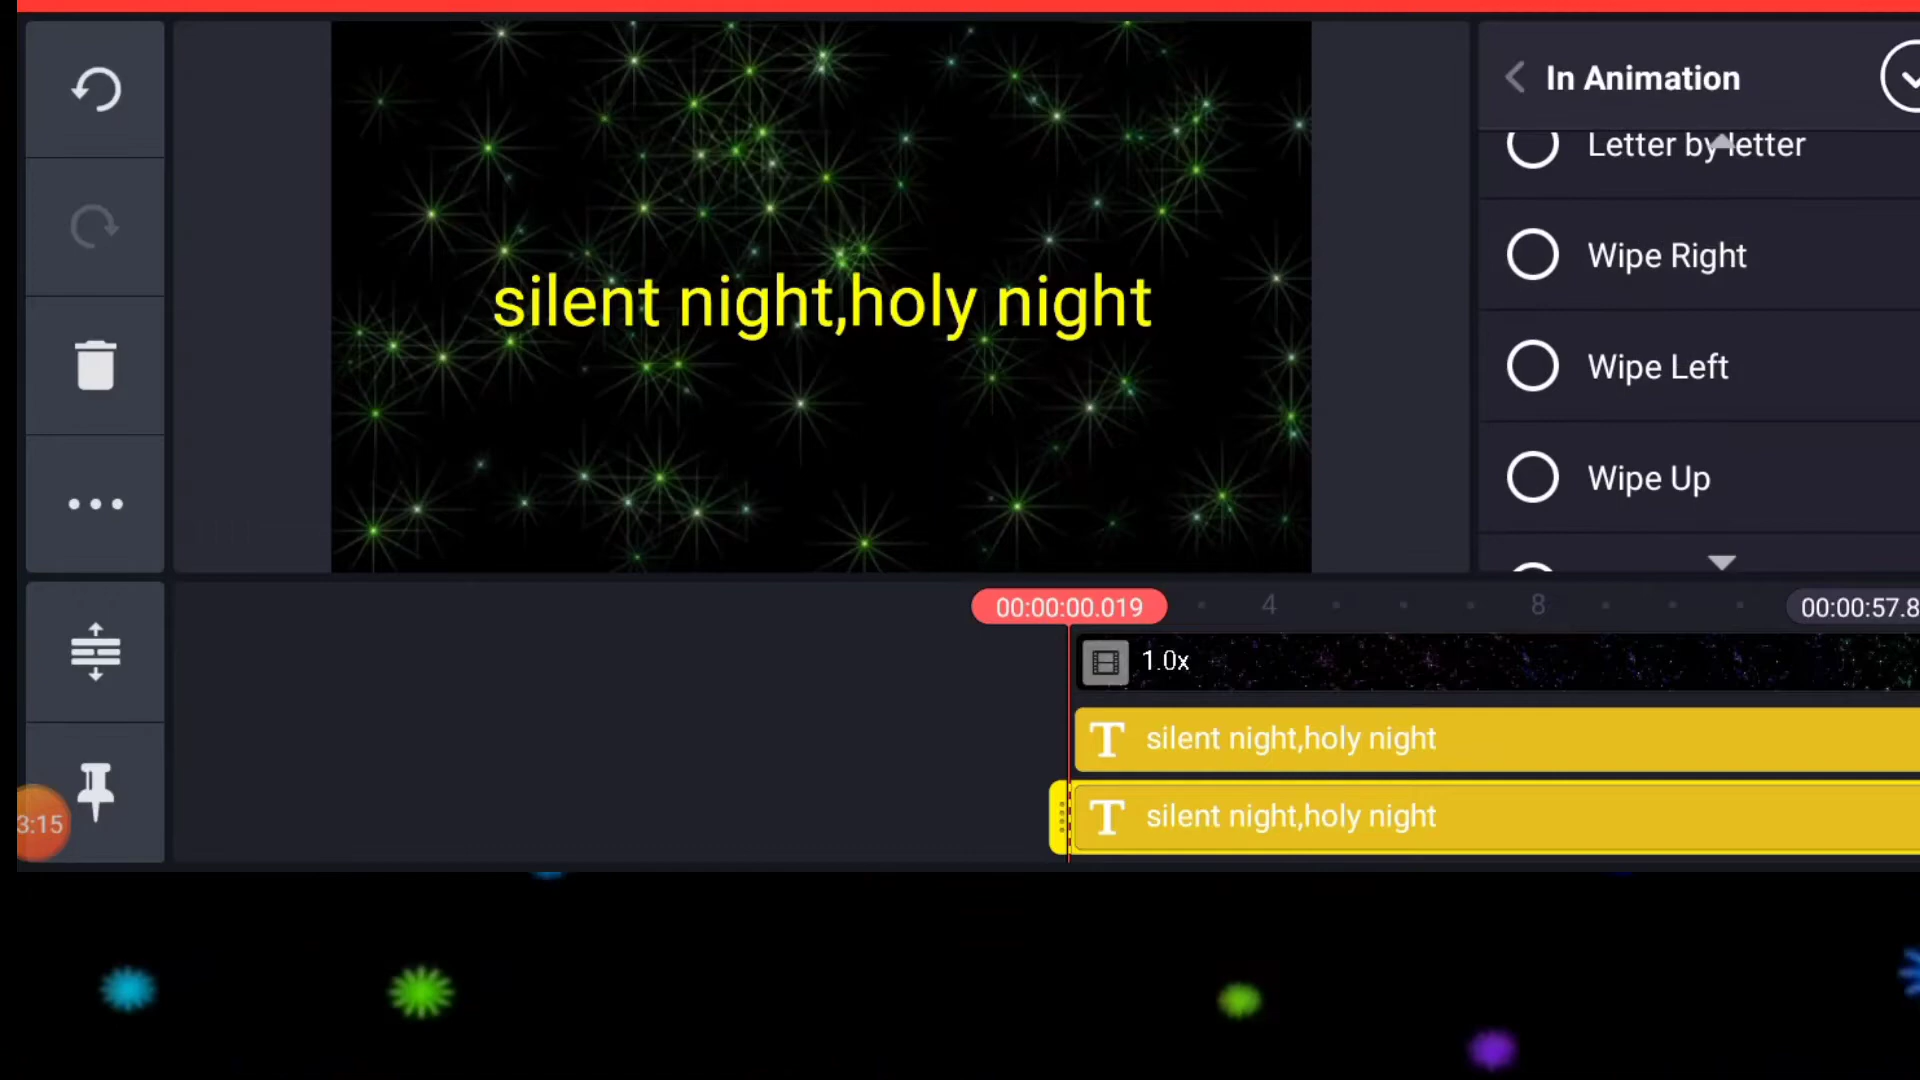 In Animation
Letter by letter
Wipe Right
silent night,holy night
Wipe Left
Wipe Up
00:00:00.019
4
8
00:00:57.8
1.0x
T silent night,holy night
T silent night,holy night
3:15